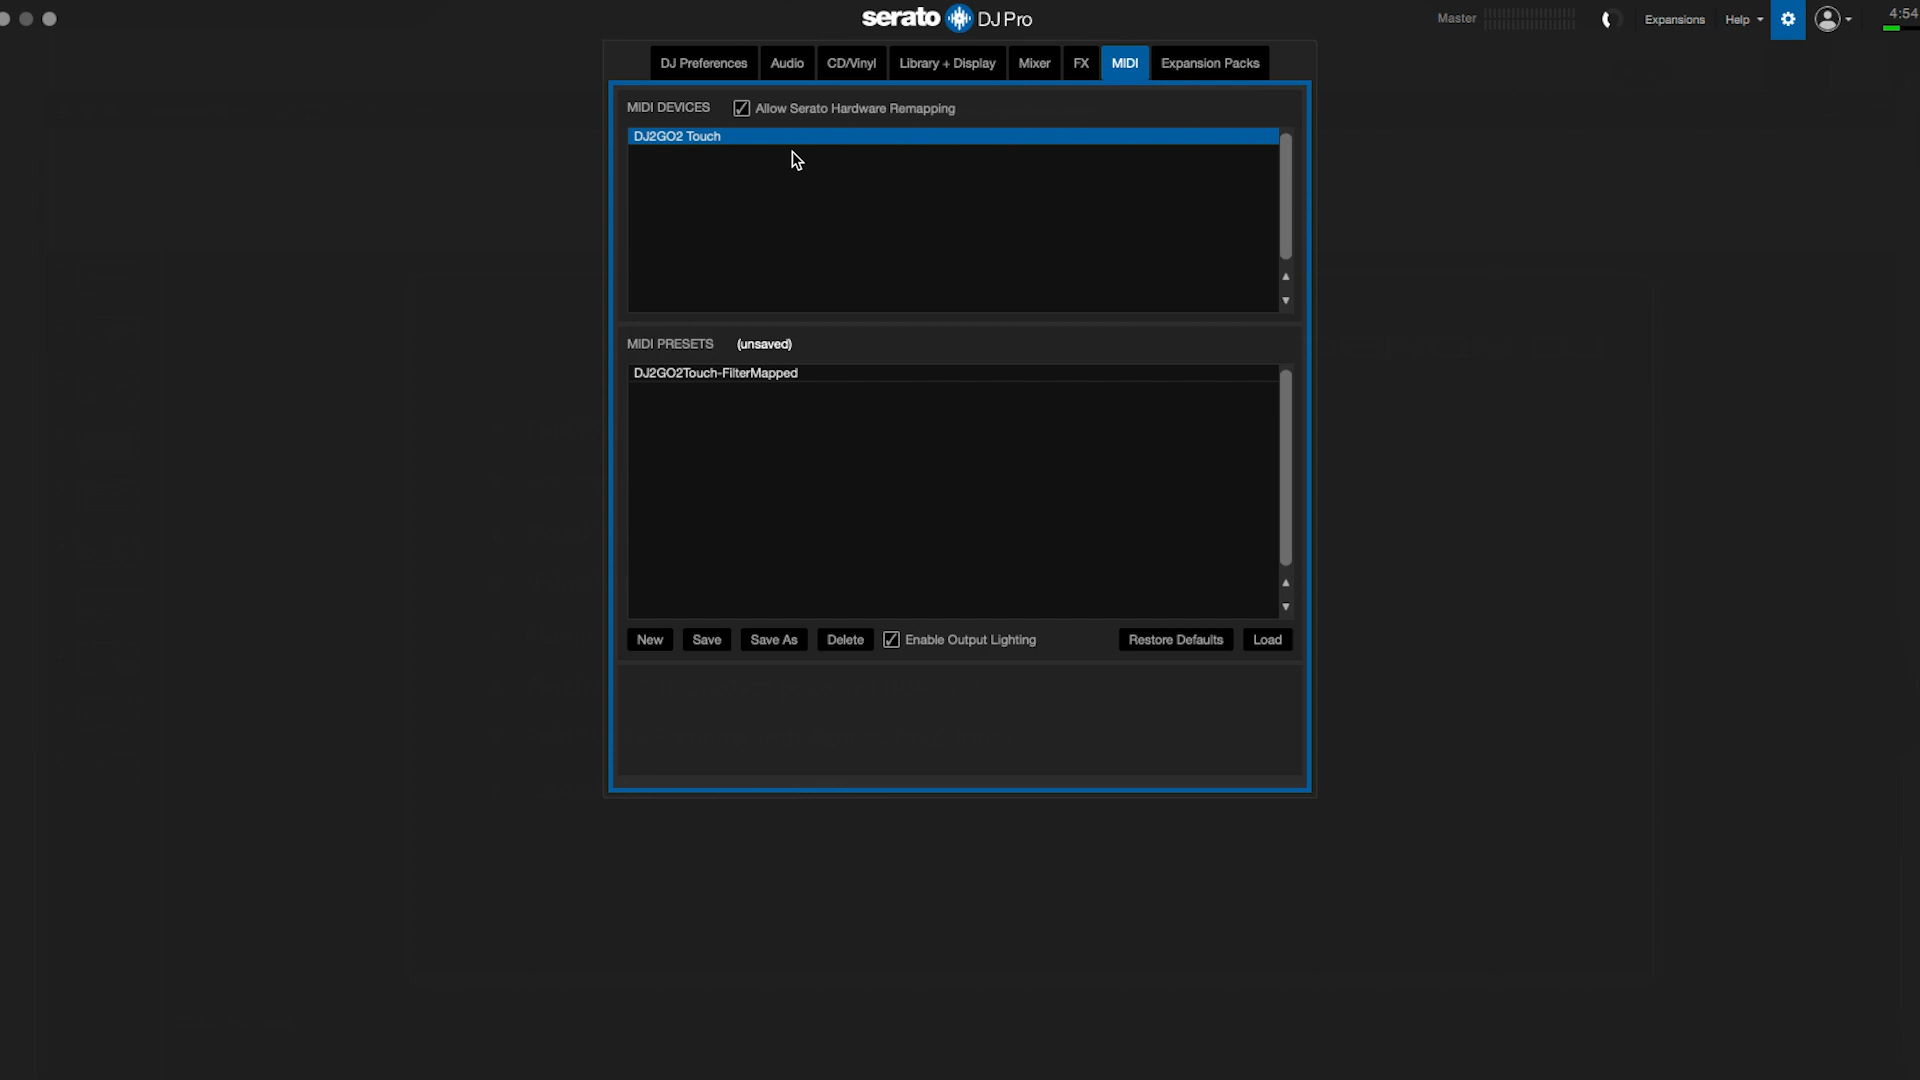 serato DJ Pro
Master
Expansions
Help
4:54
DJ Preferences
Audio
CD/Vinyl
Library + Display
Mixer
FX
MIDI
Expansion Packs
MIDI DEVICES
Allow Serato Hardware Remapping
DJ2GO2 Touch
MIDI PRESETS (unsaved)
DJ2GO2Touch-FilterMapped
New
Save
Save As
Delete
Enable Output Lighting
Restore Defaults
Load